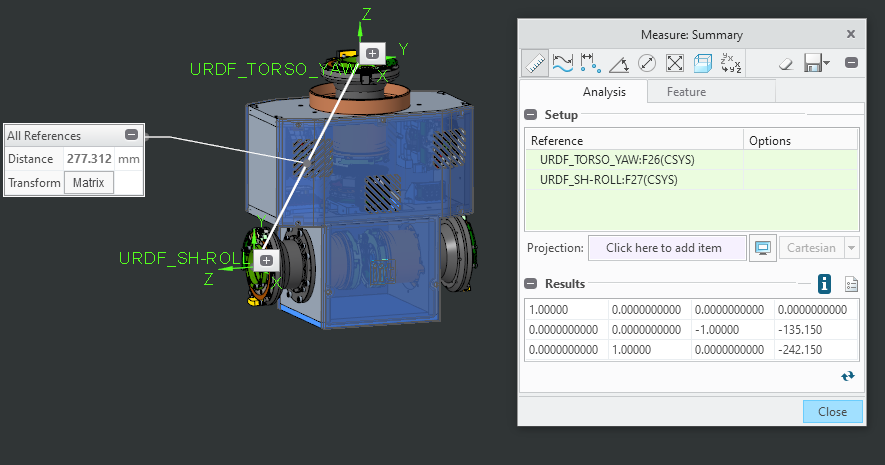 Z
Y
URDF_TORSO_YAW
X
All References
Distance 277.312 mm
Transform Matrix
Y
URDF_SH-ROLL
Z
X
Measure: Summary
Analysis Feature
Setup
Reference Options
URDF_TORSO_YAW:F26(CSYS)
URDF_SH-ROLL:F27(CSYS)
Projection: Click here to add item Cartesian
Results
1.00000 0.0000000000 0.0000000000 0.0000000000
0.0000000000 0.0000000000 -1.00000 -135.150
0.0000000000 1.00000 0.0000000000 -242.150
Close